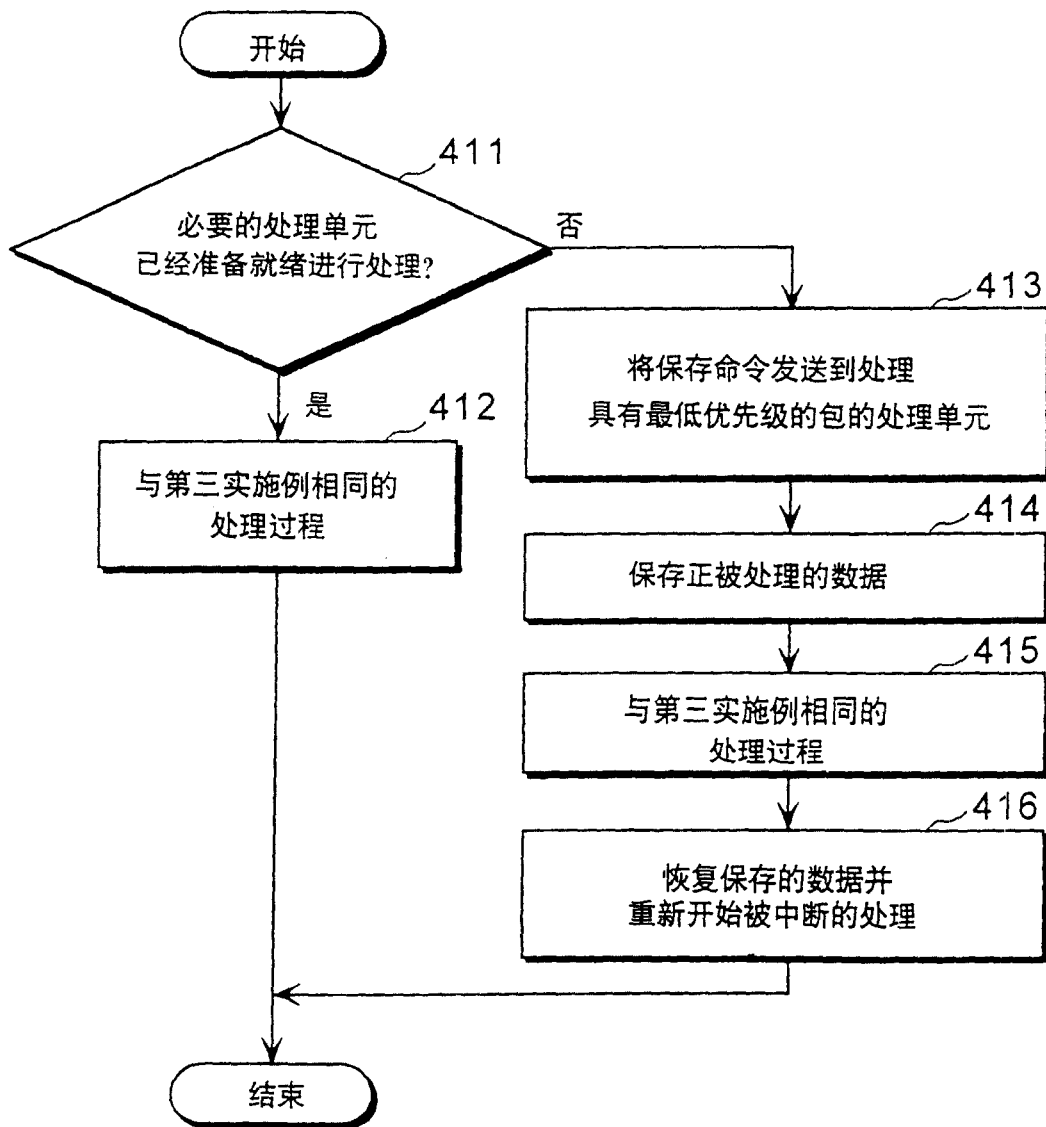 开始
411
必要的处理单元
已经准备就绪进行处理?
否
是
412
与第三实施例相同的
处理过程
413
将保存命令发送到处理
具有最低优先级的包的处理单元
414
保存正被处理的数据
415
与第三实施例相同的
处理过程
416
恢复保存的数据并
重新开始被中断的处理
结束